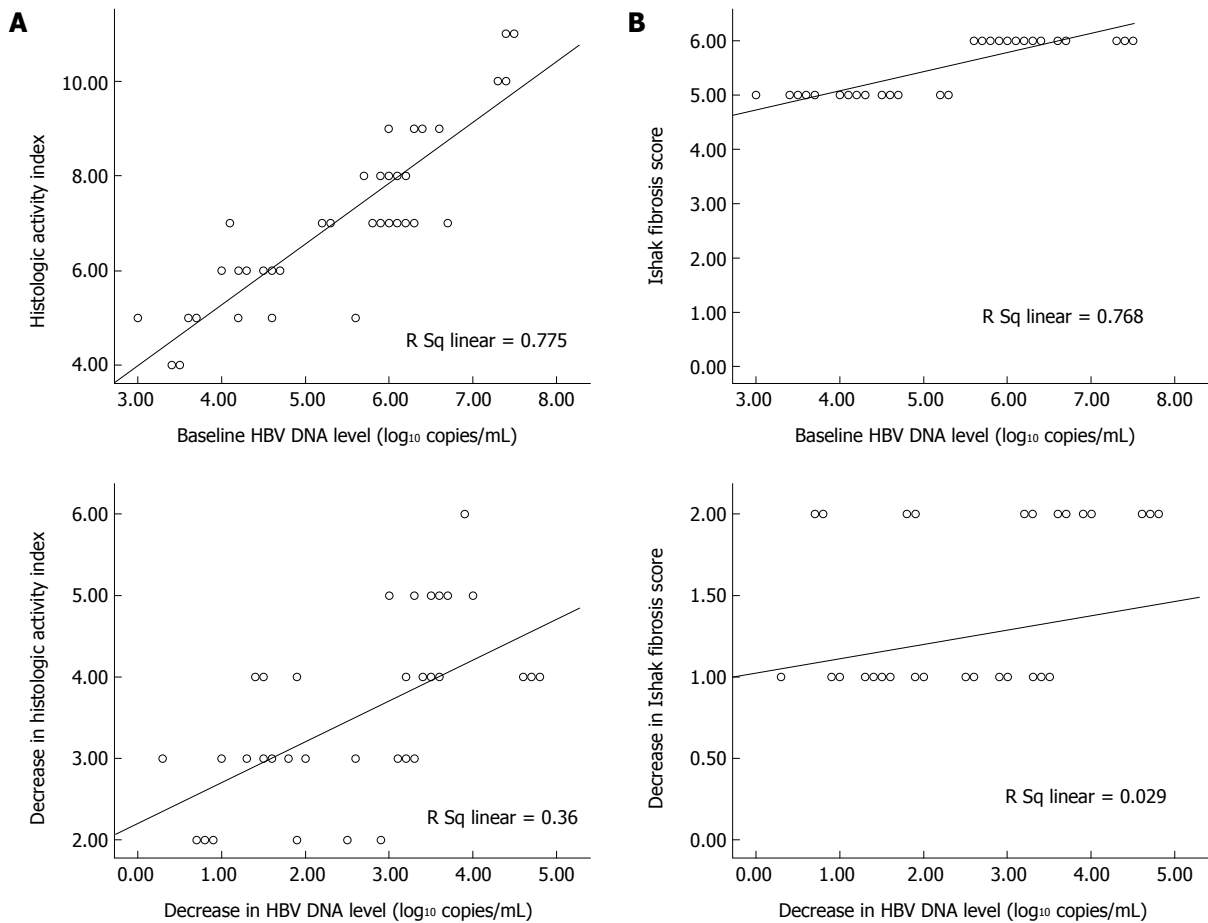 A
10.00
8.00
6.00
4.00
Histologic activity index
R Sq linear = 0.775
3.00 4.00 5.00 6.00 7.00 8.00
Baseline HBV DNA level (log₁₀ copies/mL)
B
6.00
5.00
4.00
3.00
2.00
1.00
0.00
Ishak fibrosis score
R Sq linear = 0.768
3.00 4.00 5.00 6.00 7.00 8.00
Baseline HBV DNA level (log₁₀ copies/mL)
6.00
5.00
4.00
3.00
2.00
Decrease in histologic activity index
R Sq linear = 0.36
0.00 1.00 2.00 3.00 4.00 5.00
Decrease in HBV DNA level (log₁₀ copies/mL)
2.00
1.50
1.00
0.50
0.00
Decrease in Ishak fibrosis score
R Sq linear = 0.029
0.00 1.00 2.00 3.00 4.00 5.00
Decrease in HBV DNA level (log₁₀ copies/mL)